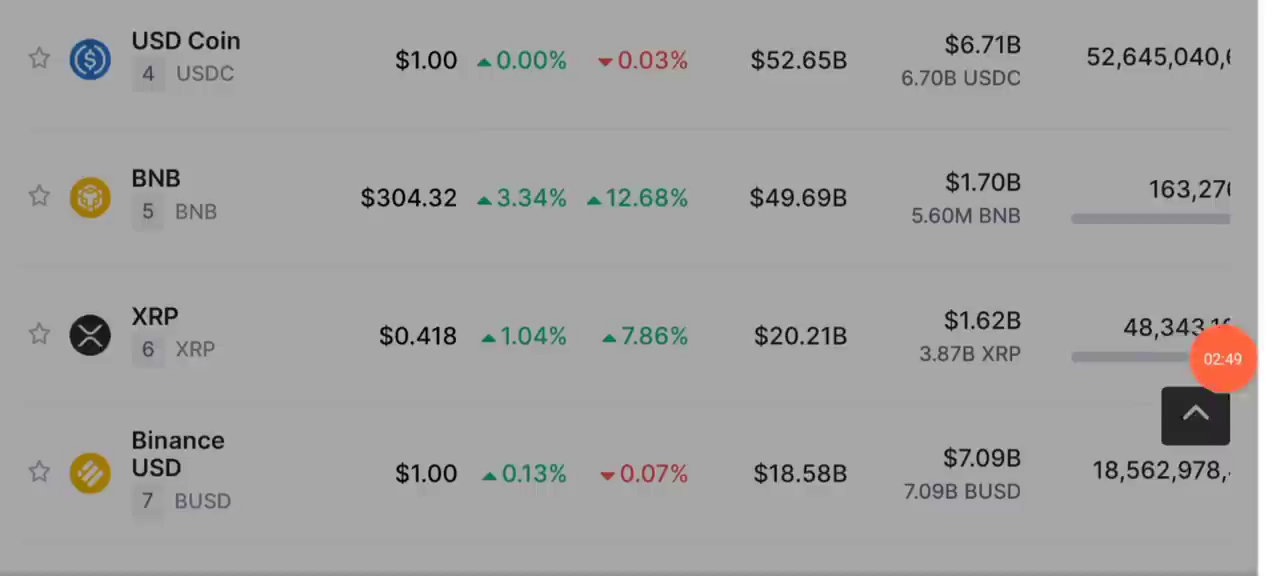 USD Coin
4 USDC
$1.00 0.00% 0.03% $52.65B $6.71B
6.70B USDC
BNB
5 BNB
$304.32 3.34% 12.68% $49.69B $1.70B
5.60M BNB
XRP
6 XRP
$0.418 1.04% 7.86% $20.21B $1.62B
3.87B XRP
02:49
Binance
USD
7 BUSD
$1.00 0.13% 0.07% $18.58B $7.09B
7.09B BUSD